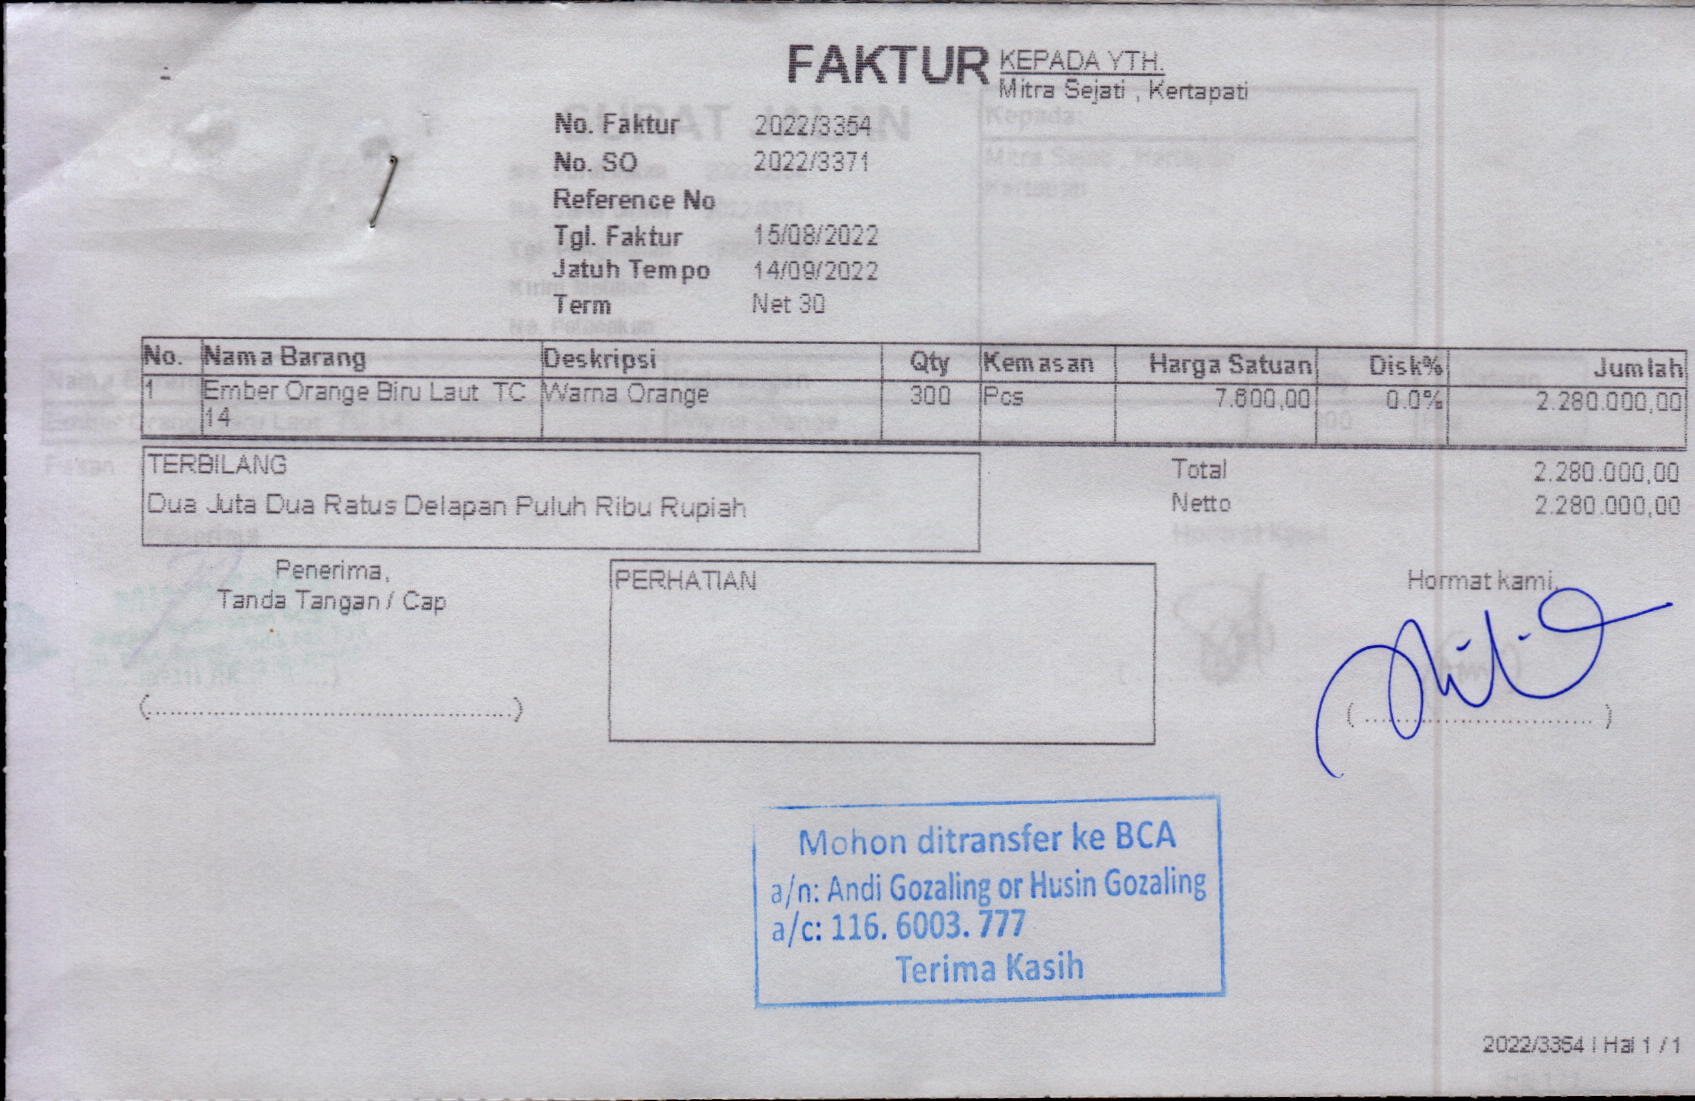 FAKTUR
KEPADA YTH.
Mitra Sejati , Kertapati
No. Faktur 2022/3354
No. SO 2022/3371
Reference No
Tgl. Faktur 15/08/2022
Jatuh Tempo 14/09/2022
Term Net 30
No. Nama Barang Deskripsi Qty Kemasan Harga Satuan Disk% Jumlah
1 Ember Orange Biru Laut TC Warna Orange 300 Pcs 7.600,00 0.0% 2.280.000,00
14
TERBILANG
Dua Juta Dua Ratus Delapan Puluh Ribu Rupiah
Total 2.280.000,00
Netto 2.280.000,00
Penerima,
Tanda Tangan / Cap
(............................................)
PERHATIAN
Hormat kami,
( ............................ )
Mohon ditransfer ke BCA
a/n: Andi Gozaling or Husin Gozaling
a/c: 116. 6003. 777
Terima Kasih
2022/3354 | Hal 1 / 1